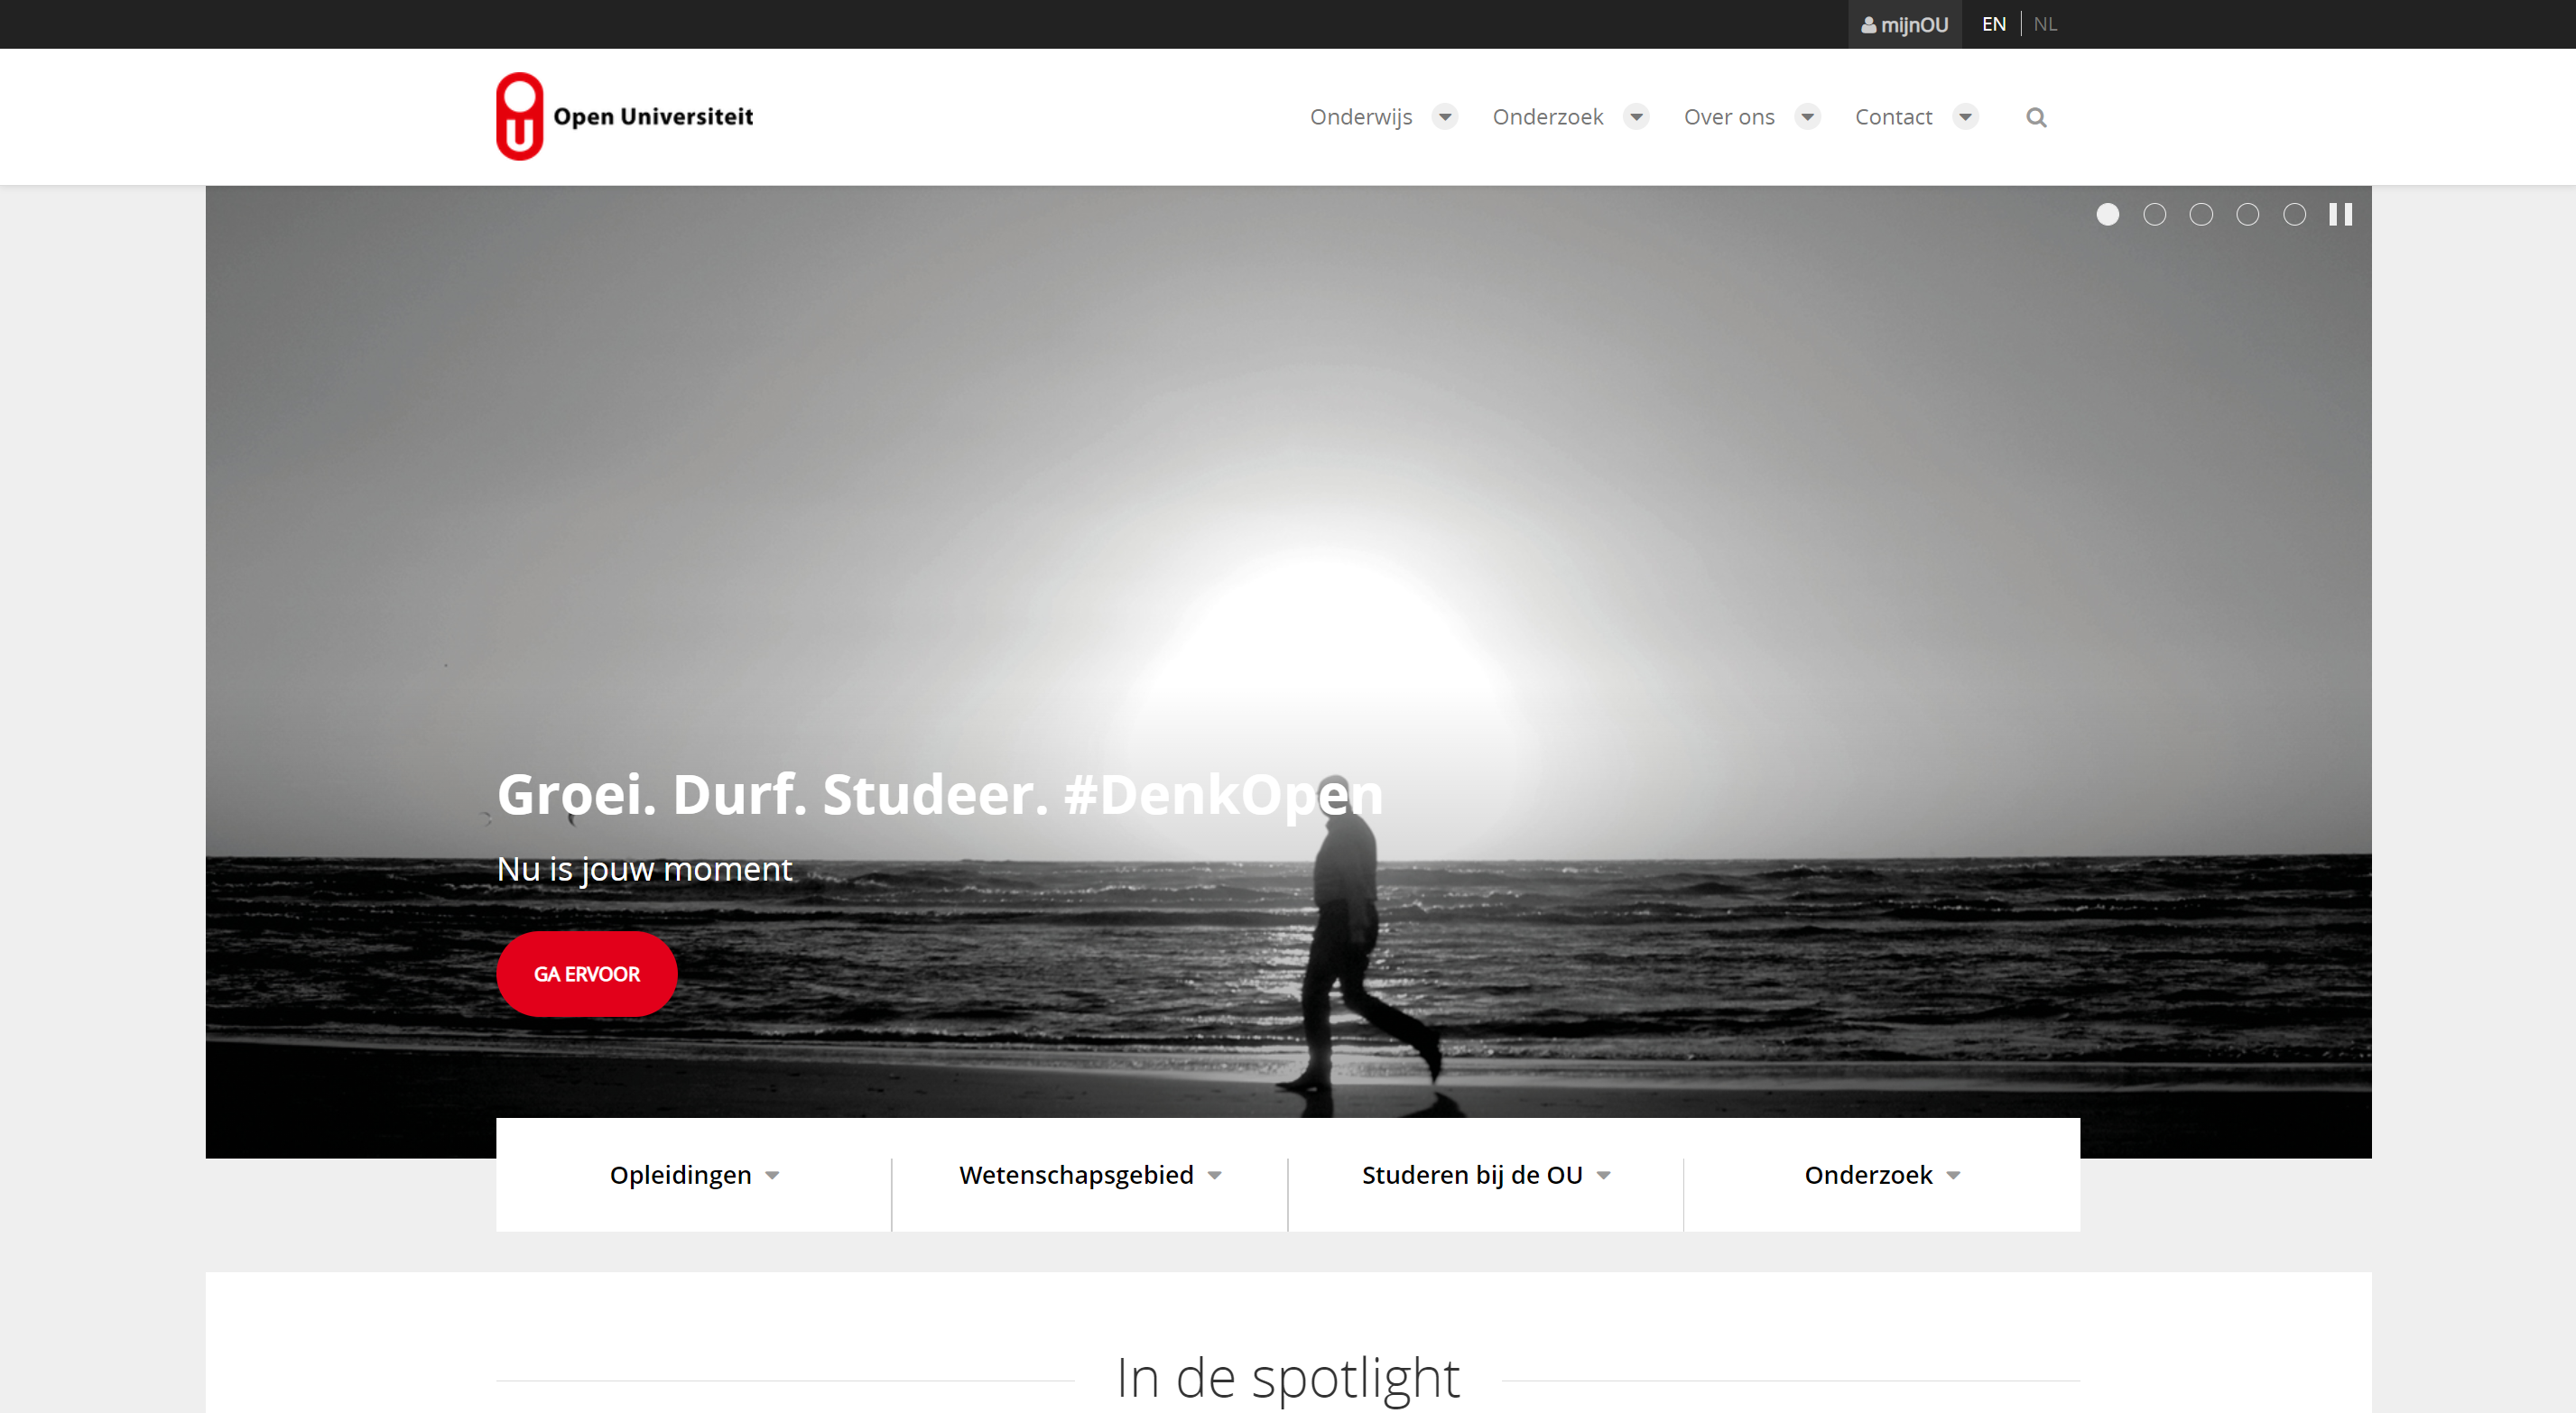 mijnOU EN NL
Open Universiteit
Onderwijs Onderzoek Over ons Contact
Groei. Durf. Studeer. #DenkOpen
Nu is jouw moment
GA ERVOOR
Opleidingen Wetenschapsgebied Studeren bij de OU Onderzoek
In de spotlight